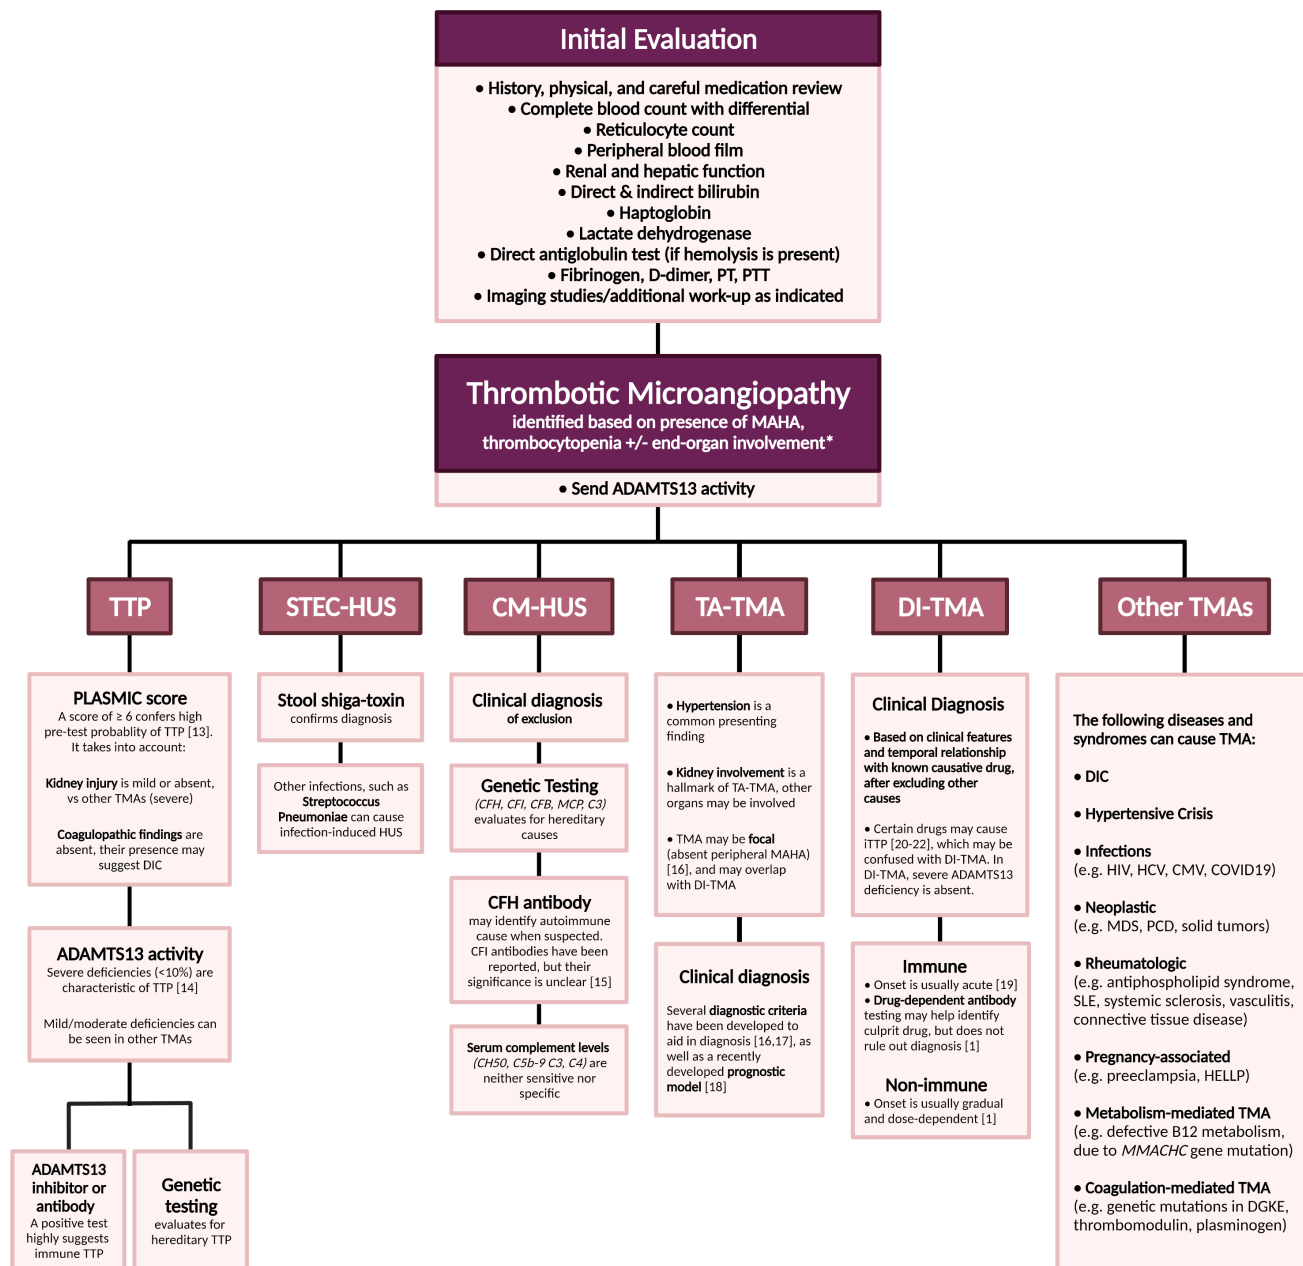 Initial Evaluation
• History, physical, and careful medication review
• Complete blood count with differential
• Reticulocyte count
• Peripheral blood film
• Renal and hepatic function
• Direct & indirect bilirubin
• Haptoglobin
• Lactate dehydrogenase
• Direct antiglobulin test (if hemolysis is present)
• Fibrinogen, D-dimer, PT, PTT
• Imaging studies/additional work-up as indicated
Thrombotic Microangiopathy
identified based on presence of MAHA,
thrombocytopenia +/- end-organ involvement*
• Send ADAMTS13 activity
TTP
PLASMIC score
A score of ≥ 6 confers high
pre-test probablity of TTP [13].
It takes into account:
Kidney injury is mild or absent,
vs other TMAs (severe)
Coagulopathic findings are
absent, their presence may
suggest DIC
ADAMTS13 activity
Severe deficiencies (<10%) are
characteristic of TTP [14]
Mild/moderate deficiencies can
be seen in other TMAs
ADAMTS13
inhibitor or
antibody
A positive test
highly suggests
immune TTP
Genetic
testing
evaluates for
hereditary TTP
STEC-HUS
Stool shiga-toxin
confirms diagnosis
Other infections, such as
Streptococcus
Pneumoniae can cause
infection-induced HUS
CM-HUS
Clinical diagnosis
of exclusion
Genetic Testing
(CFH, CFI, CFB, MCP, C3)
evaluates for hereditary
causes
CFH antibody
may identify autoimmune
cause when suspected.
CFI antibodies have been
reported, but their
significance is unclear [15]
Serum complement levels
(CH50, C5b-9 C3, C4) are
neither sensitive nor
specific
TA-TMA
• Hypertension is a
common presenting
finding
• Kidney involvement is a
hallmark of TA-TMA, other
organs may be involved
• TMA may be focal
(absent peripheral MAHA)
[16], and may overlap
with DI-TMA
Clinical diagnosis
Several diagnostic criteria
have been developed to
aid in diagnosis [16,17], as
well as a recently
developed prognostic
model [18]
DI-TMA
Clinical Diagnosis
• Based on clinical features
and temporal relationship
with known causative drug,
after excluding other
causes
• Certain drugs may cause
iTTP [20-22], which may be
confused with DI-TMA. In
DI-TMA, severe ADAMTS13
deficiency is absent.
Immune
• Onset is usually acute [19]
• Drug-dependent antibody
testing may help identify
culprit drug, but does not
rule out diagnosis [1]
Non-immune
• Onset is usually gradual
and dose-dependent [1]
Other TMAs
The following diseases and
syndromes can cause TMA:
• DIC
• Hypertensive Crisis
• Infections
(e.g. HIV, HCV, CMV, COVID19)
• Neoplastic
(e.g. MDS, PCD, solid tumors)
• Rheumatologic
(e.g. antiphospholipid syndrome,
SLE, systemic sclerosis, vasculitis,
connective tissue disease)
• Pregnancy-associated
(e.g. preeclampsia, HELLP)
• Metabolism-mediated TMA
(e.g. defective B12 metabolism,
due to MMACHC gene mutation)
• Coagulation-mediated TMA
(e.g. genetic mutations in DGKE,
thrombomodulin, plasminogen)